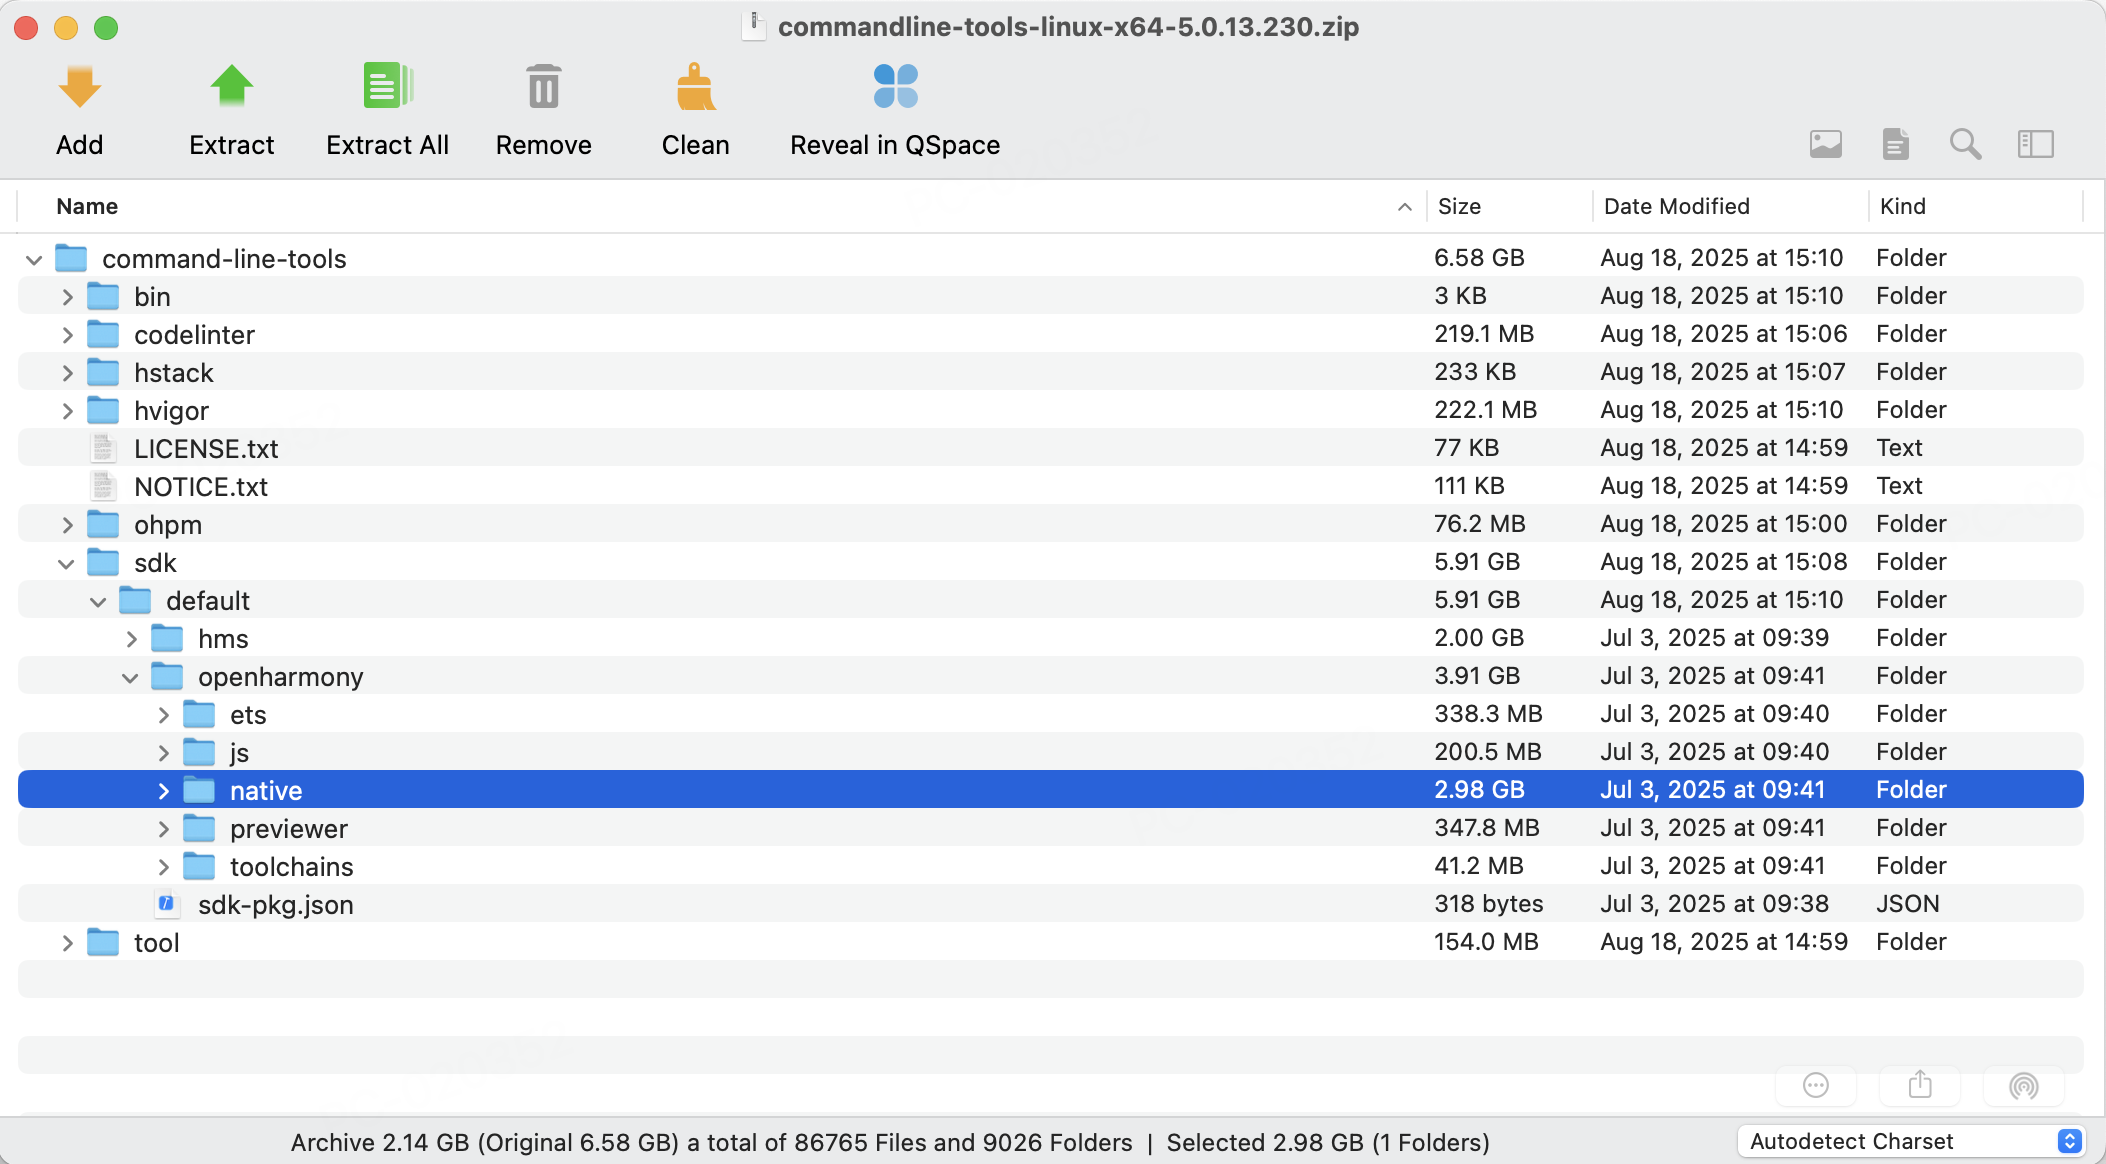 commandline-tools-linux-x64-5.0.13.230.zip
Add Extract Extract All Remove Clean Reveal in QSpace
Name Size Date Modified Kind
command-line-tools 6.58 GB Aug 18, 2025 at 15:10 Folder
bin 3 KB Aug 18, 2025 at 15:10 Folder
codelinter 219.1 MB Aug 18, 2025 at 15:06 Folder
hstack 233 KB Aug 18, 2025 at 15:07 Folder
hvigor 222.1 MB Aug 18, 2025 at 15:10 Folder
LICENSE.txt 77 KB Aug 18, 2025 at 14:59 Text
NOTICE.txt 111 KB Aug 18, 2025 at 14:59 Text
ohpm 76.2 MB Aug 18, 2025 at 15:00 Folder
sdk 5.91 GB Aug 18, 2025 at 15:08 Folder
default 5.91 GB Aug 18, 2025 at 15:10 Folder
hms 2.00 GB Jul 3, 2025 at 09:39 Folder
openharmony 3.91 GB Jul 3, 2025 at 09:41 Folder
ets 338.3 MB Jul 3, 2025 at 09:40 Folder
js 200.5 MB Jul 3, 2025 at 09:40 Folder
native 2.98 GB Jul 3, 2025 at 09:41 Folder
previewer 347.8 MB Jul 3, 2025 at 09:41 Folder
toolchains 41.2 MB Jul 3, 2025 at 09:41 Folder
sdk-pkg.json 318 bytes Jul 3, 2025 at 09:38 JSON
tool 154.0 MB Aug 18, 2025 at 14:59 Folder
Archive 2.14 GB (Original 6.58 GB) a total of 86765 Files and 9026 Folders | Selected 2.98 GB (1 Folders)
Autodetect Charset